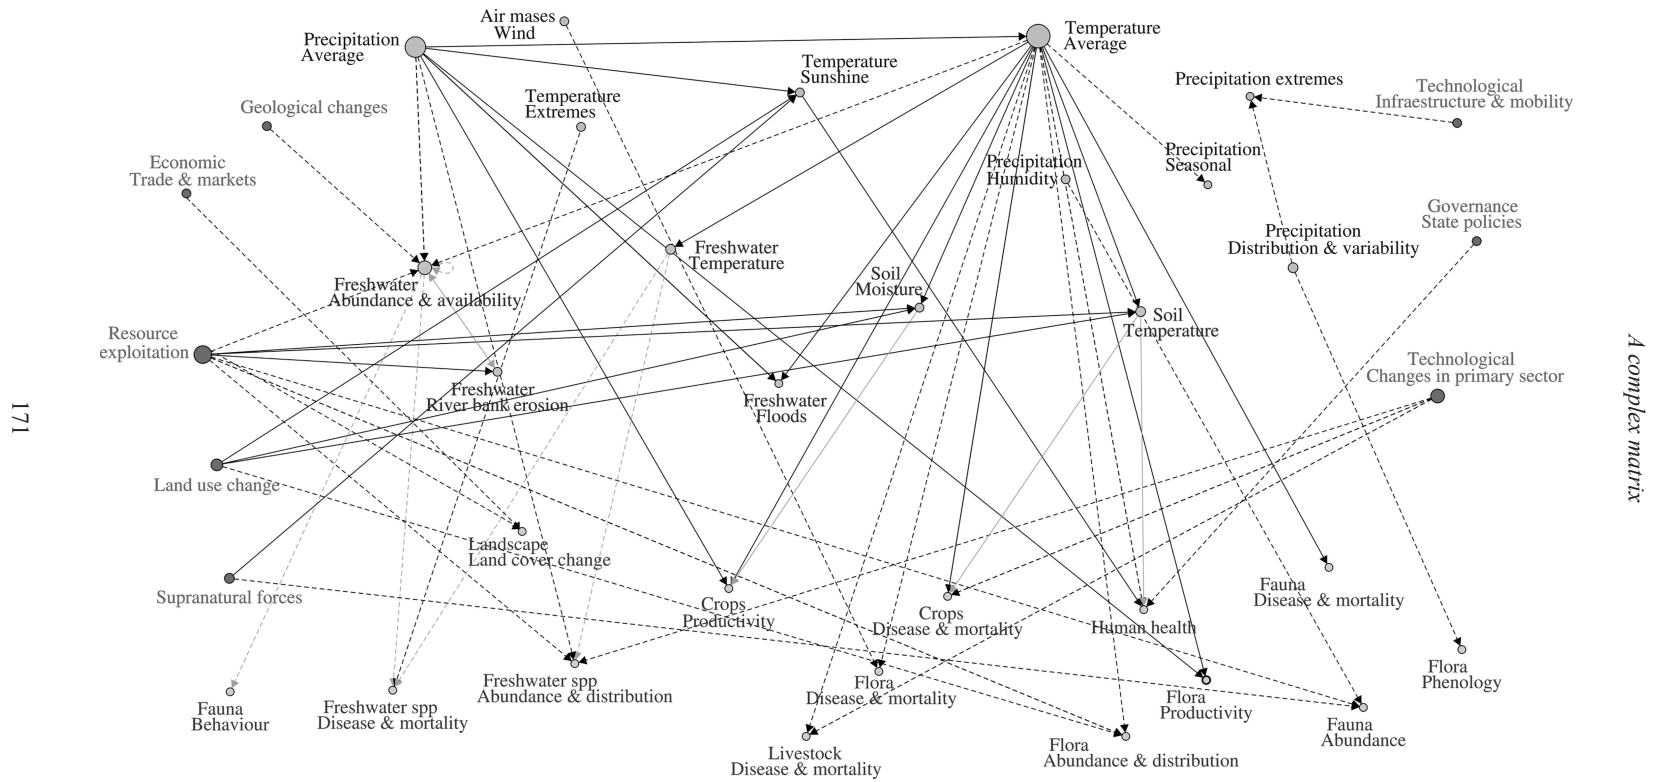 Air mases
Wind
Precipitation
Average
Temperature
Average
Temperature
Sunshine
Precipitation extremes
Technological
Infraestructure & mobility
Geological changes
Temperature
Extremes
Economic
Trade & markets
Precipitation
Humidity
Precipitation
Seasonal
Governance
State policies
Precipitation
Distribution & variability
Freshwater
Temperature
Freshwater
Abundance & availability
Soil
Moisture
Soil
Temperature
Resource
exploitation
Technological
Changes in primary sector
Freshwater
River bank erosion
Freshwater
Floods
A complex matrix
171
Land use change
Landscape
Land cover change
Supranatural forces
Crops
Productivity
Crops
Disease & mortality
Human health
Fauna
Disease & mortality
Flora
Phenology
Fauna
Behaviour
Freshwater spp
Disease & mortality
Freshwater spp
Abundance & distribution
Flora
Disease & mortality
Flora
Productivity
Fauna
Abundance
Livestock
Disease & mortality
Flora
Abundance & distribution